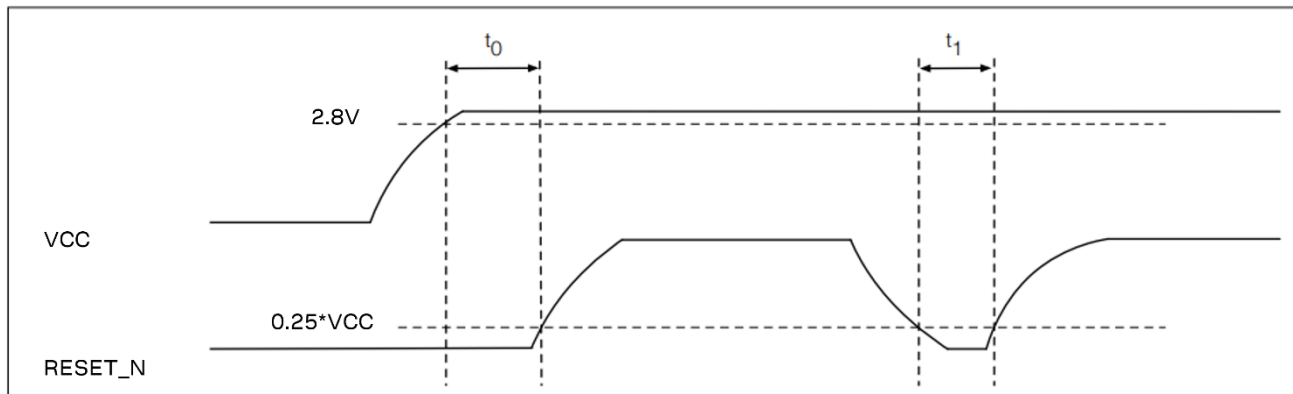 t0
t1
2.8V
VCC
0.25*VCC
RESET_N